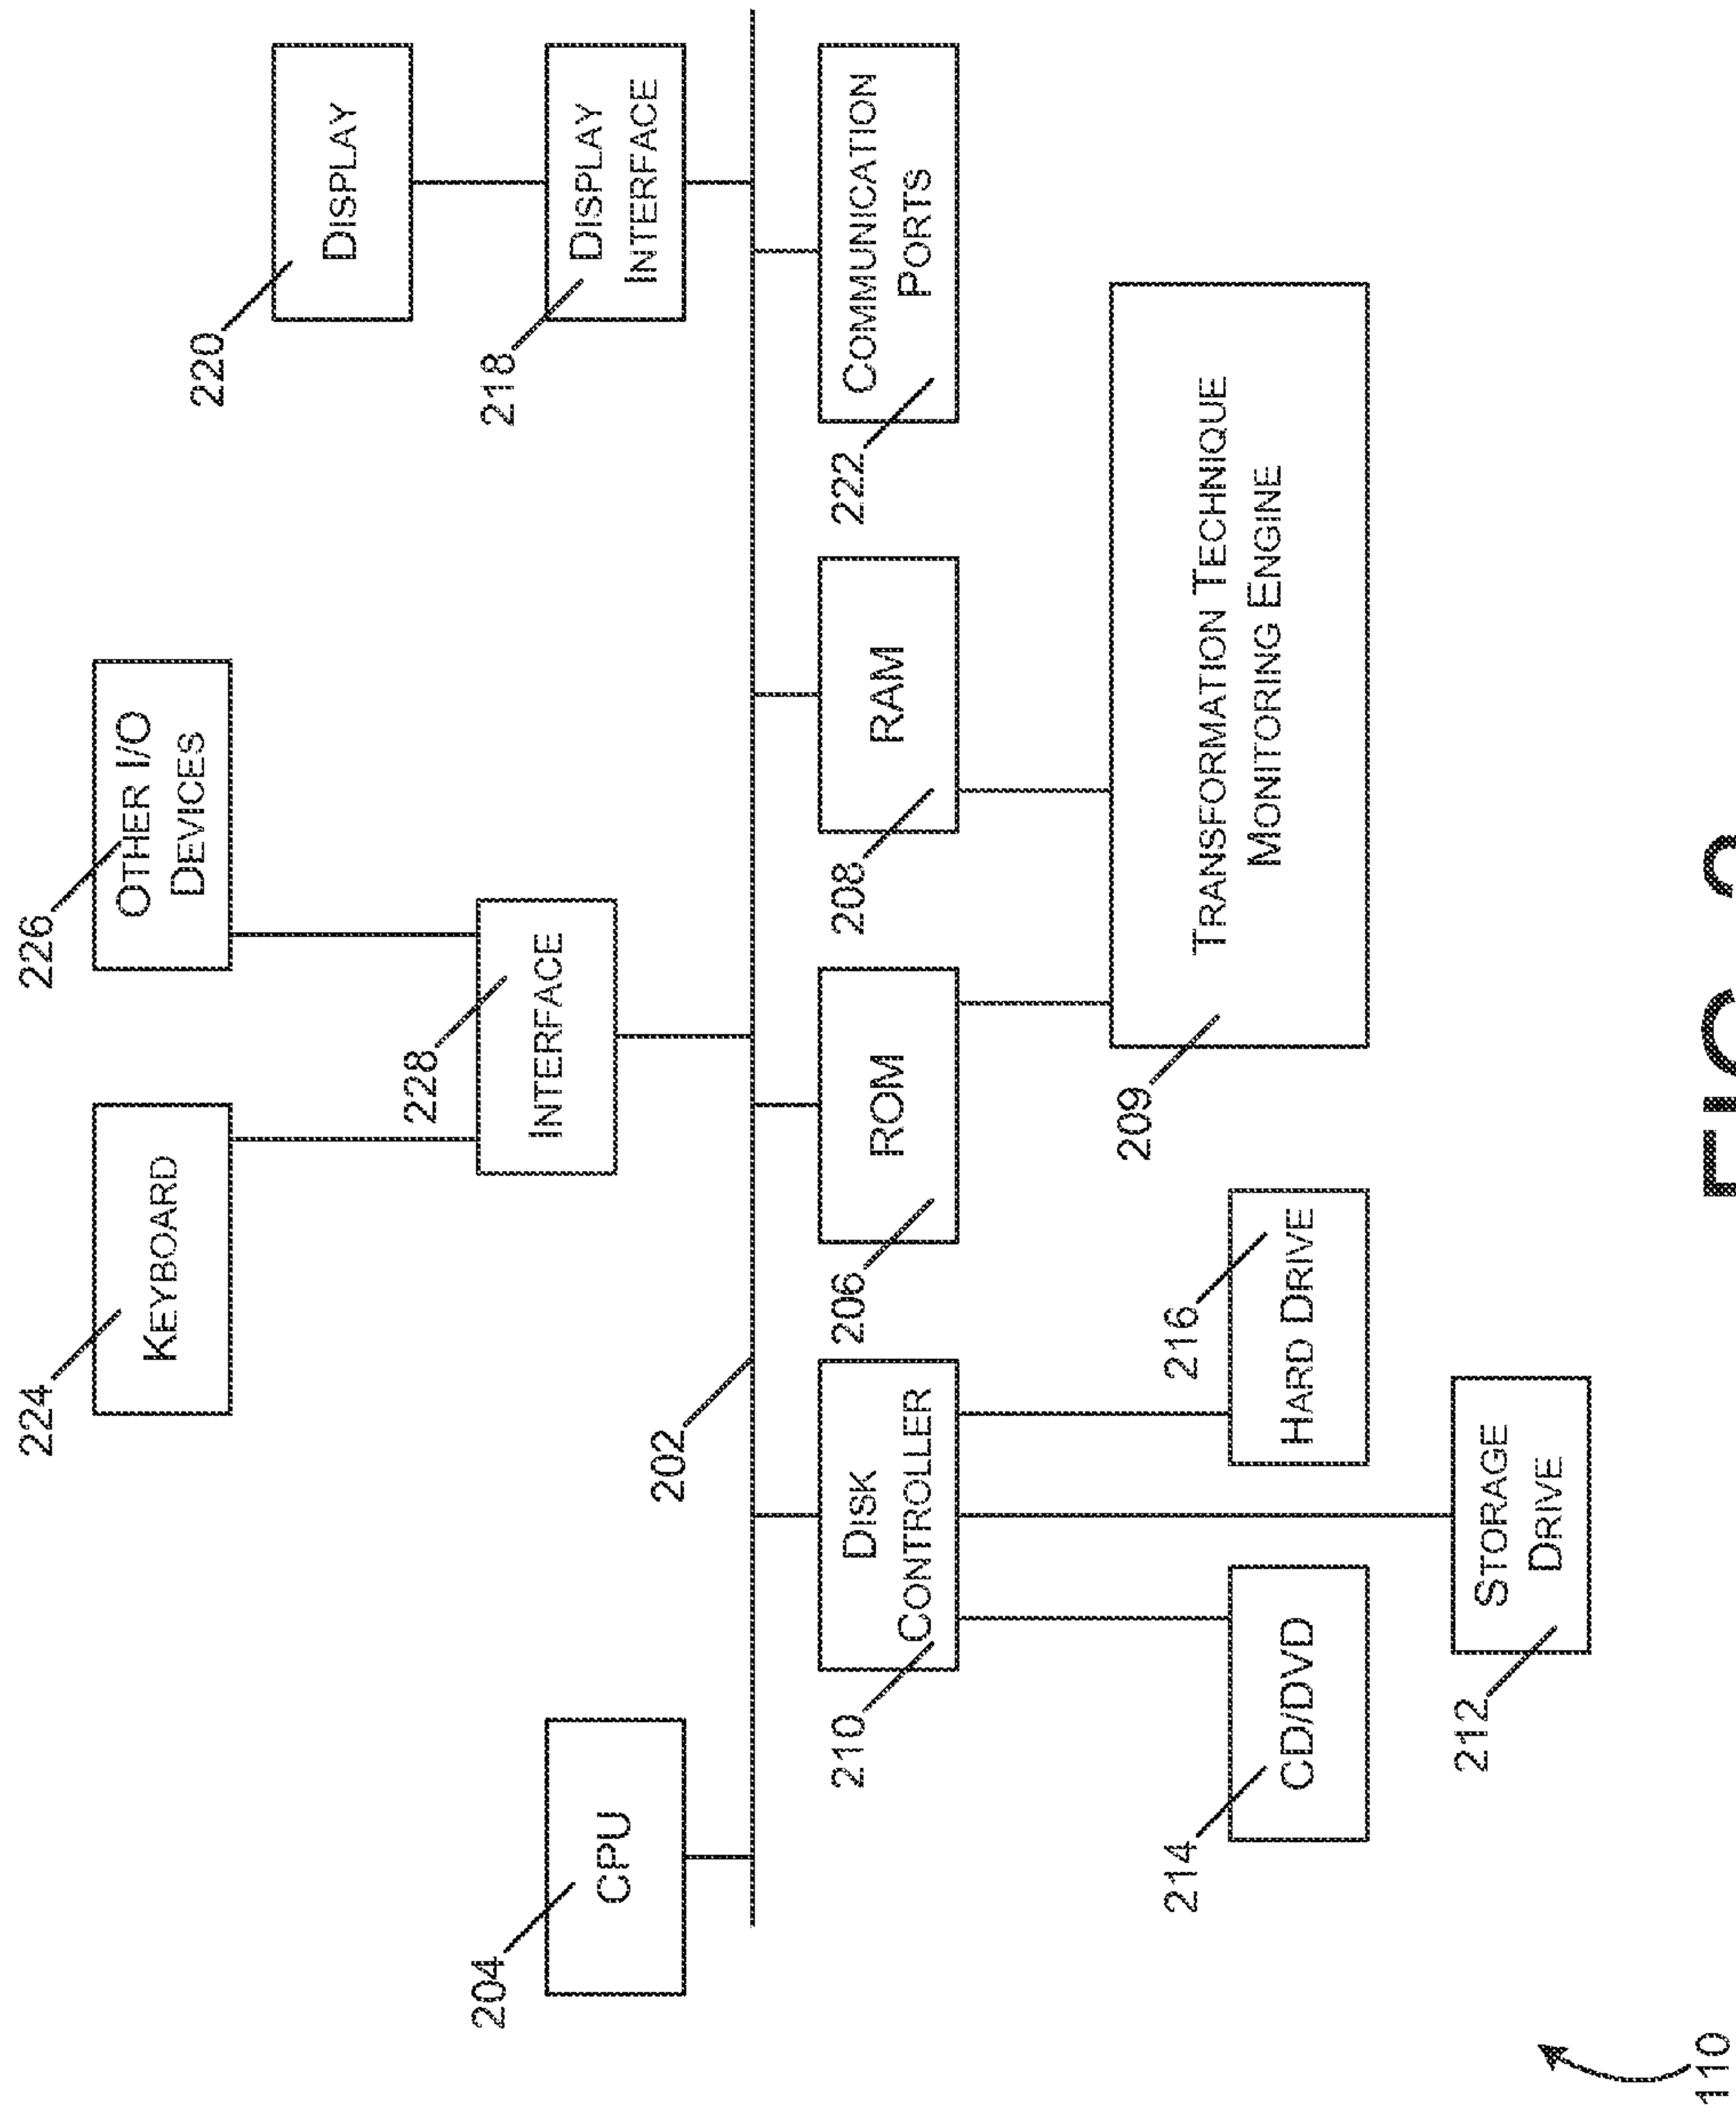 224
KEYBOARD
226
OTHER I/O
DEVICES
220
DISPLAY
228
INTERFACE
218
DISPLAY
INTERFACE
204
CPU
202
210
DISK
CONTROLLER
206
ROM
208
RAM
222
COMMUNICATION
PORTS
214
CD/DVD
216
HARD DRIVE
209
TRANSFORMATION TECHNIQUE
MONITORING ENGINE
212
STORAGE
DRIVE
110